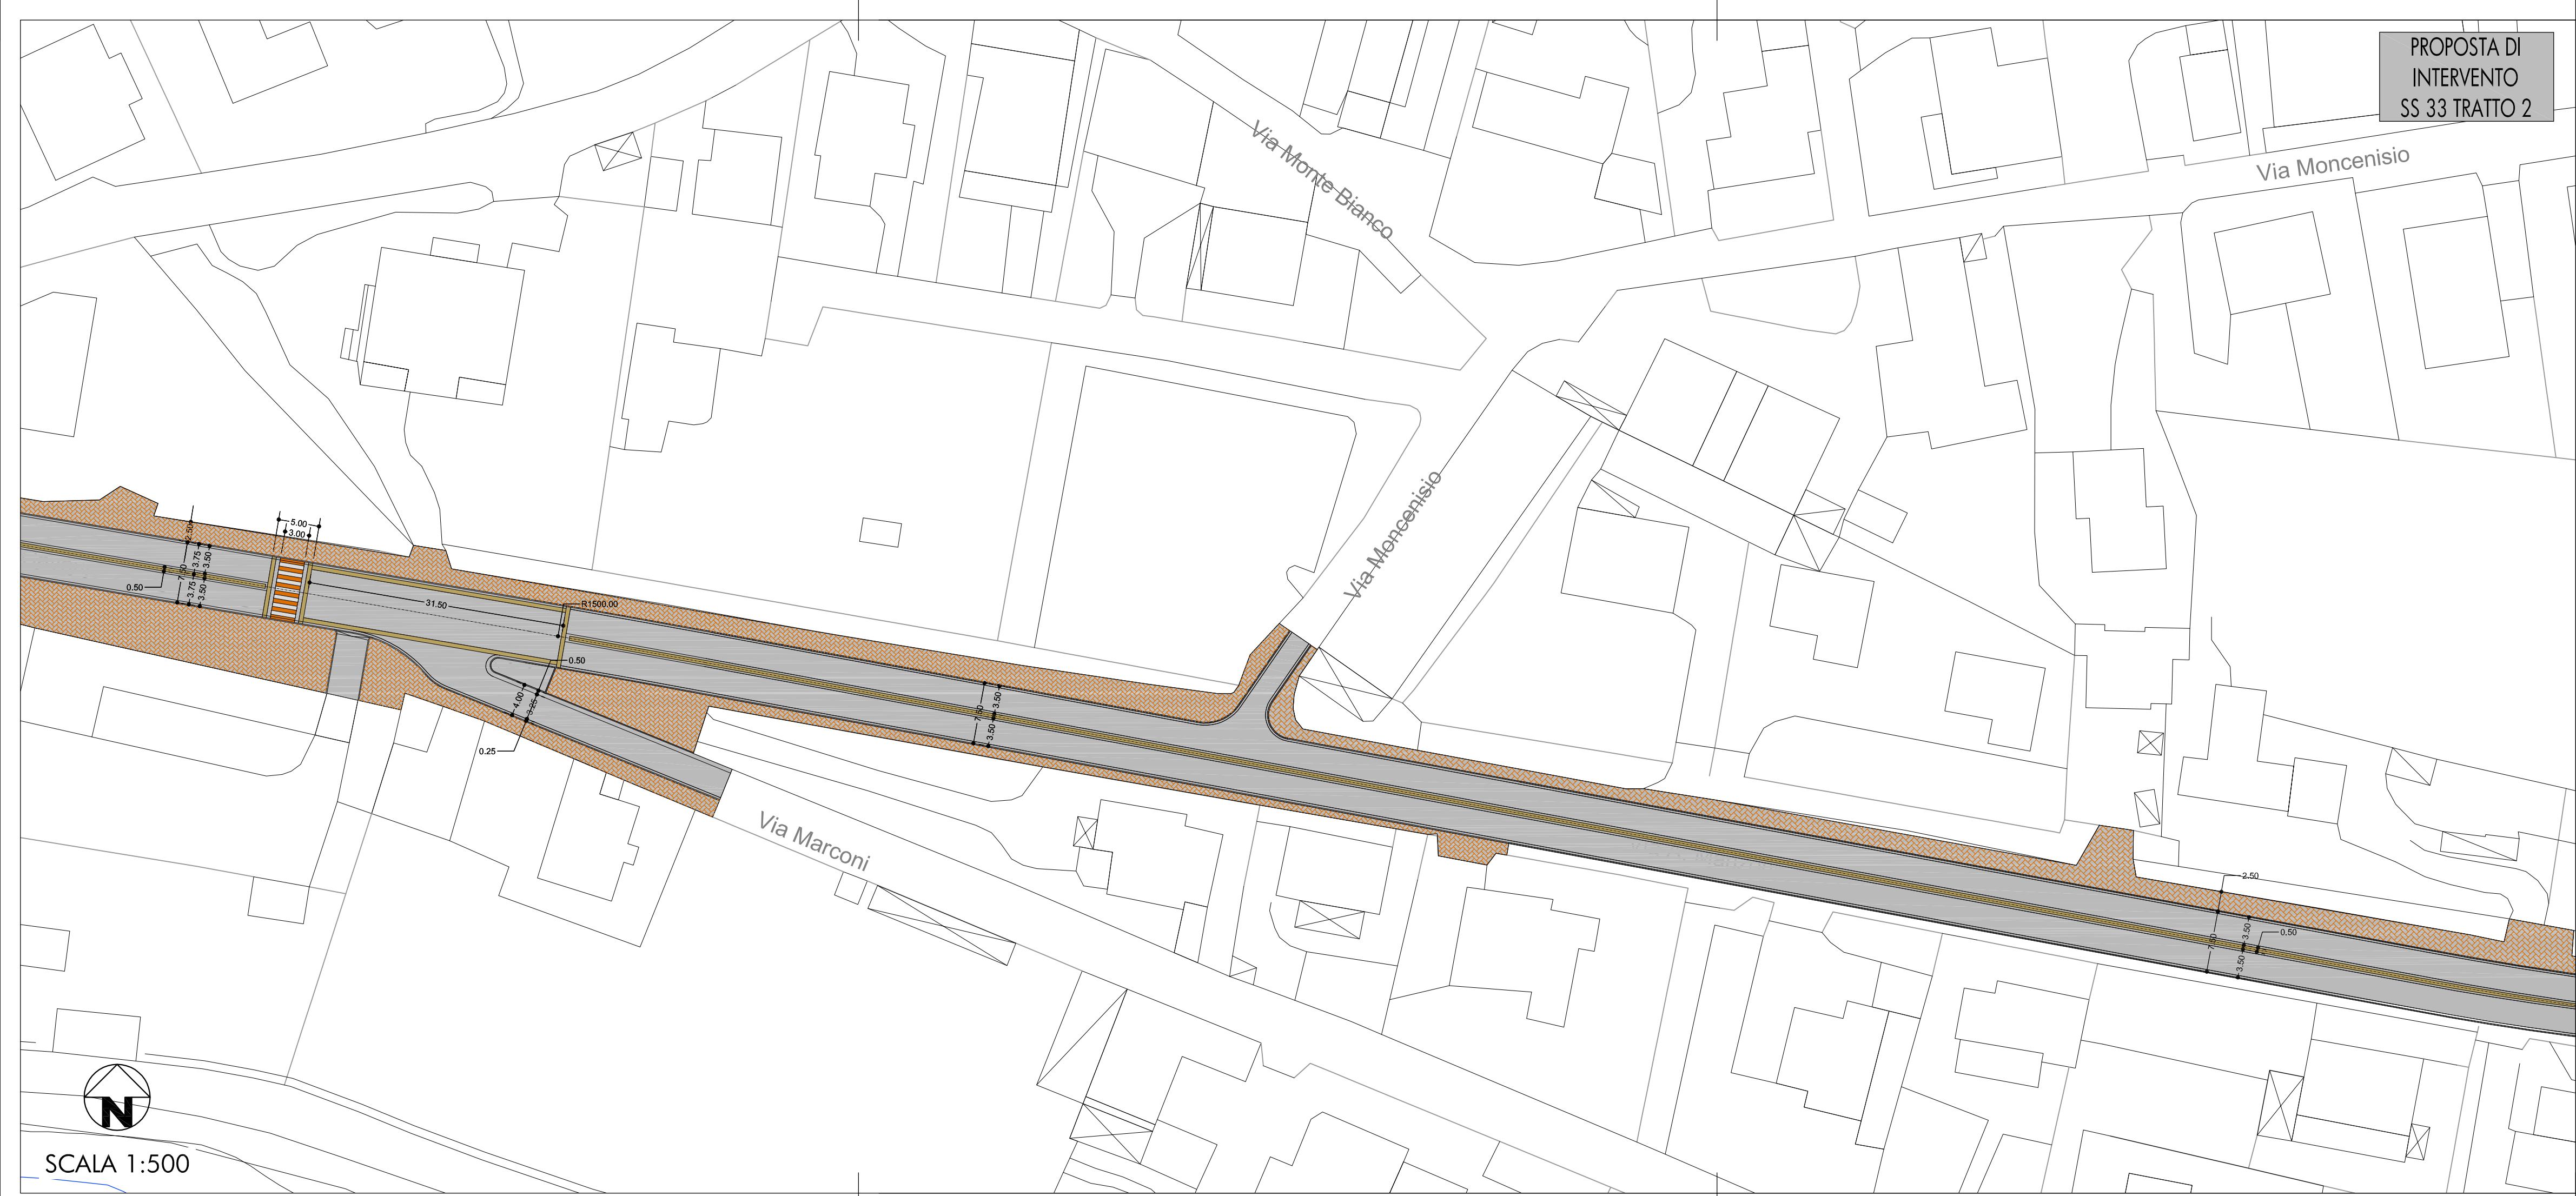 PROPOSTA DI
INTERVENTO
SS 33 TRATTO 2
Via Monte Bianco
Via Moncenisio
Via Moncenisio
5.00
3.00
2.50
3.75
3.50
7.50
0.50
3.75
3.50
31.50
R1500.00
0.50
4.00
3.25
0.25
3.50
7.50
3.50
Via Marconi
2.50
3.50
7.50
0.50
3.50
N
SCALA 1:500